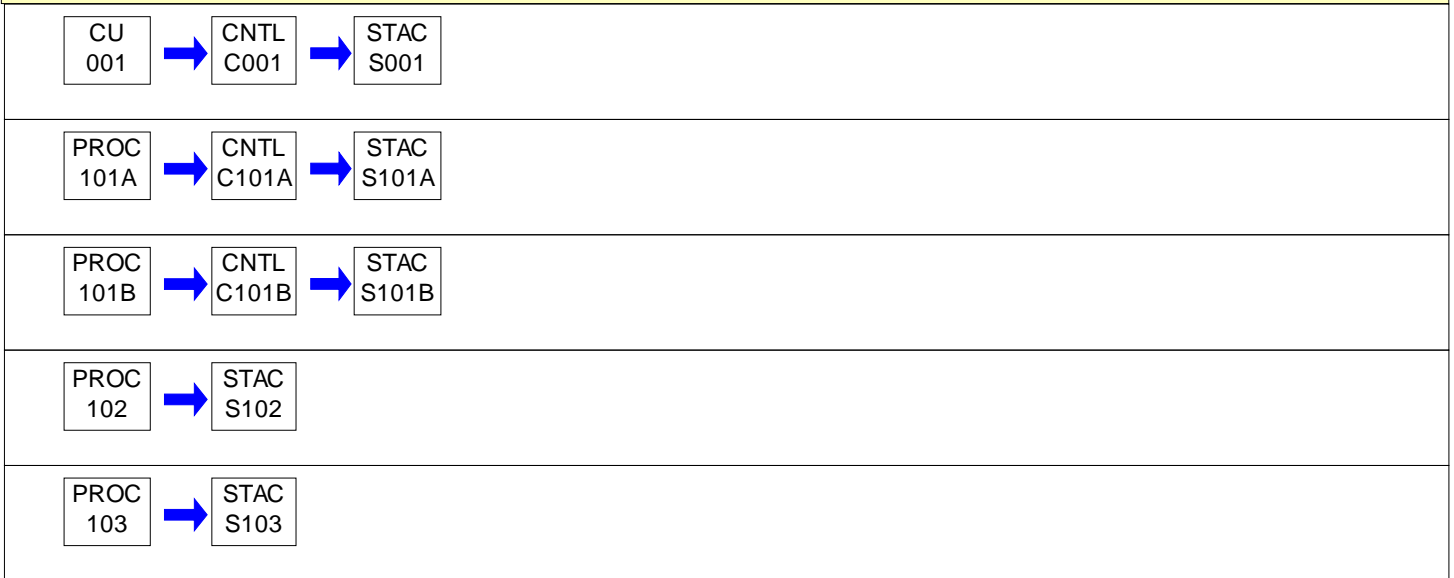 CU CNTL STAC
001 C001 S001
PROC CNTL STAC
101A C101A S101A
PROC CNTL STAC
101B C101B S101B
PROC STAC
102 S102
PROC STAC
103 S103